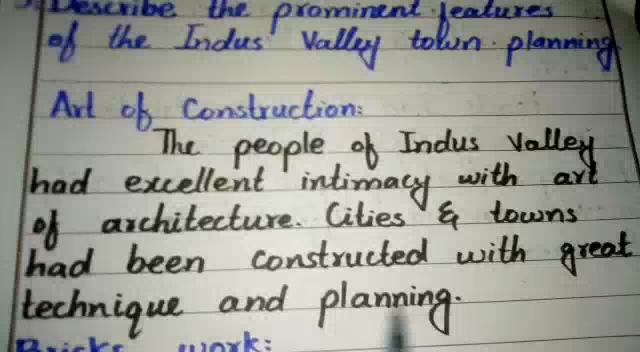 Describe the prominent features
of the Indus Valley town planning.
Art of Construction:
The people of Indus Valley
had excellent intimacy with art
of architecture. Cities & towns
had been constructed with great
technique and planning.
Bricks work: